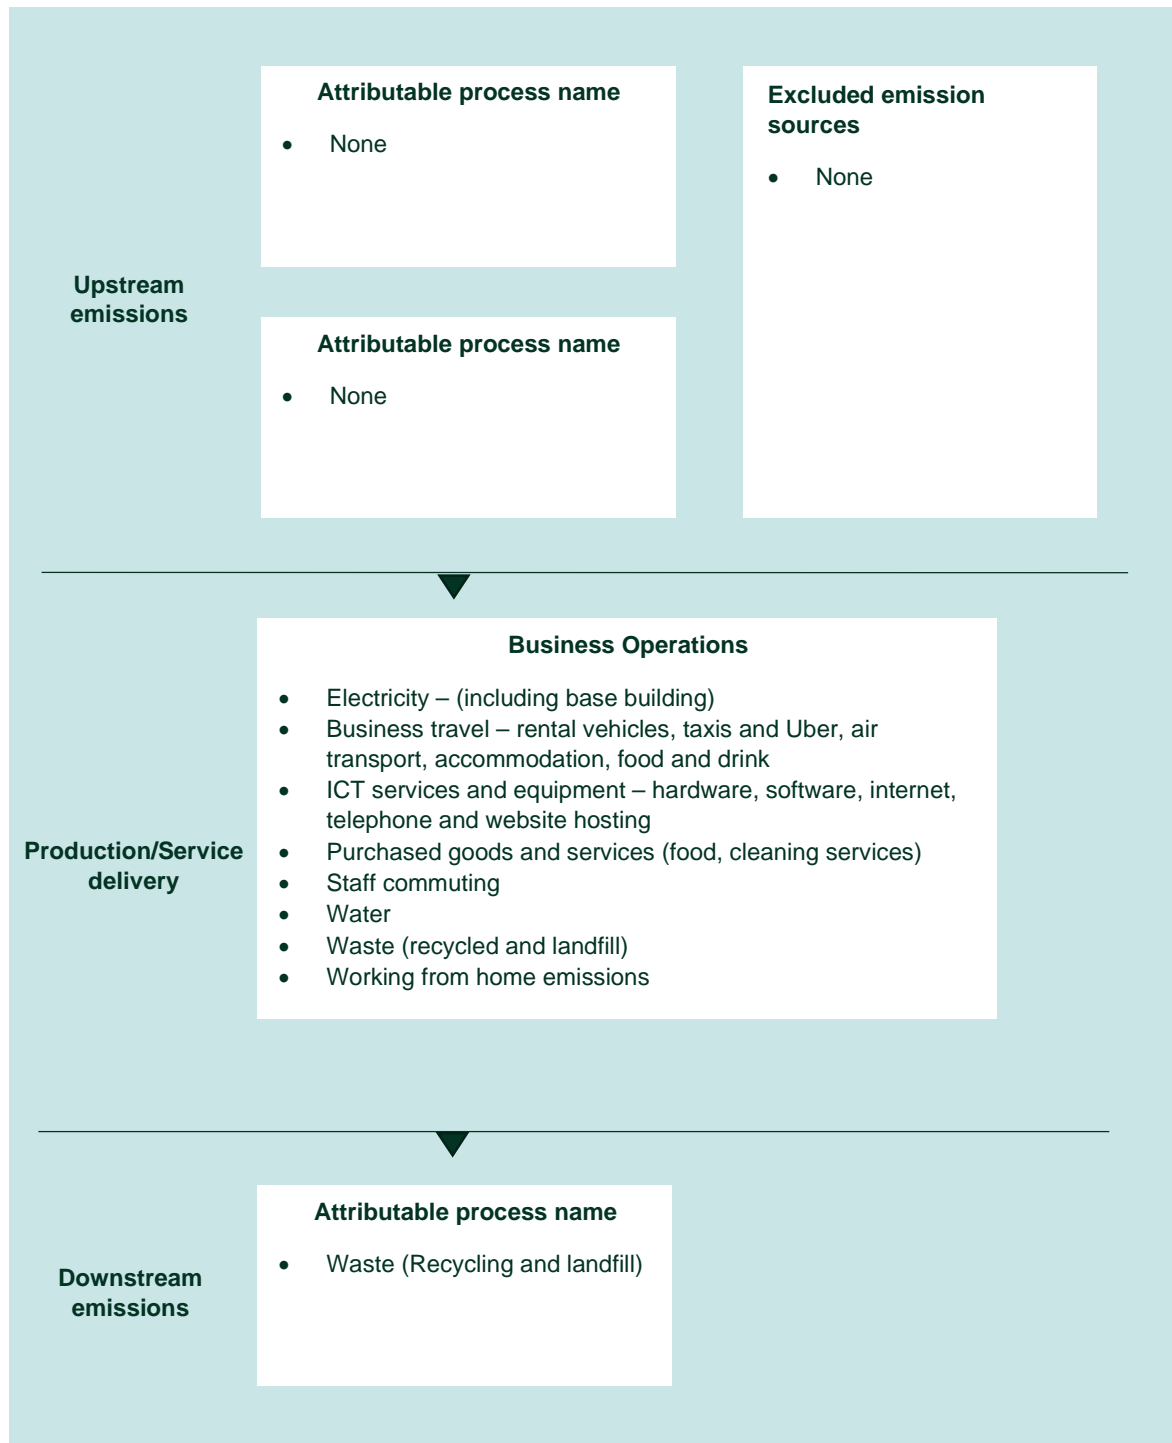 Attributable process name
• None
Excluded emission
sources
• None
Upstream
emissions
Attributable process name
• None
Business Operations
• Electricity – (including base building)
• Business travel – rental vehicles, taxis and Uber, air
transport, accommodation, food and drink
• ICT services and equipment – hardware, software, internet,
telephone and website hosting
• Purchased goods and services (food, cleaning services)
• Staff commuting
• Water
• Waste (recycled and landfill)
• Working from home emissions
Production/Service
delivery
Attributable process name
• Waste (Recycling and landfill)
Downstream
emissions